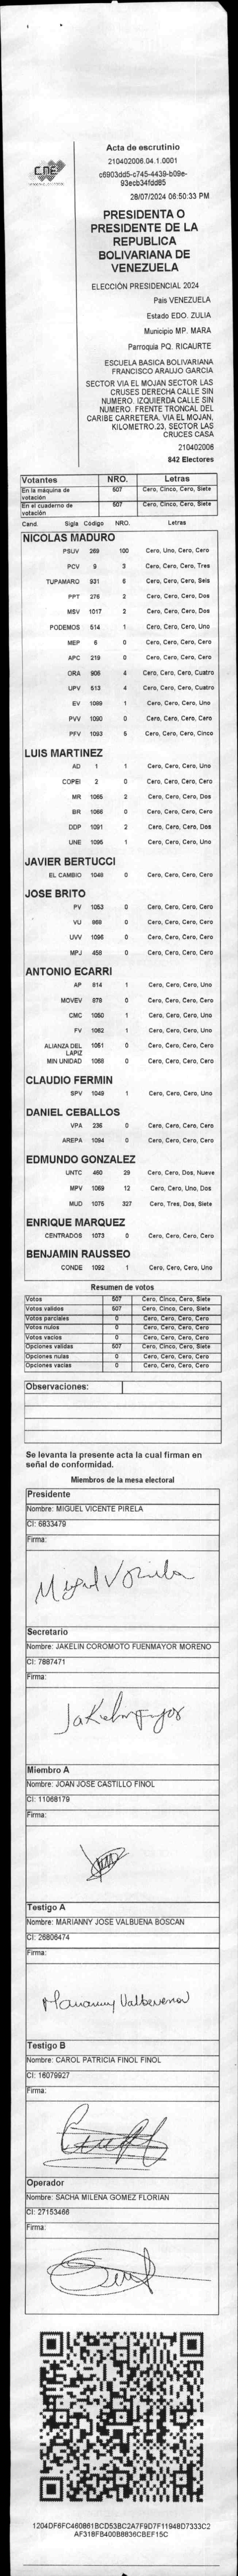 CNE
Acta de escrutinio
210402006.04.1.0001
c6903dd5-c745-4439-b09e-
93ecb34fdd85
28/07/2024 06:50:33 PM
PRESIDENTA O
PRESIDENTE DE LA
REPUBLICA
BOLIVARIANA DE
VENEZUELA
ELECCIÓN PRESIDENCIAL 2024
Pais VENEZUELA
Estado EDO. ZULIA
Municipio MP. MARA
Parroquia PQ. RICAURTE
ESCUELA BASICA BOLIVARIANA
FRANCISCO ARAUJO GARCIA
SECTOR VIA EL MOJAN SECTOR LAS
CRUSES DERECHA CALLE SIN
NUMERO. IZQUIERDA CALLE SIN
NUMERO. FRENTE TRONCAL DEL
CARIBE CARRETERA, VIA EL MOJAN,
KILOMETRO.23, SECTOR LAS
CRUCES CASA
210402006
842 Electores
Votantes NRO. Letras
En la máquina de votación 507 Cero, Cinco, Cero, Siete
En el cuaderno de votación 507 Cero, Cinco, Cero, Siete
Cand. Sigla Código NRO. Letras
NICOLAS MADURO
PSUV 269 100 Cero, Uno, Cero, Cero
PCV 9 3 Cero, Cero, Cero, Tres
TUPAMARO 931 6 Cero, Cero, Cero, Seis
PPT 276 2 Cero, Cero, Cero, Dos
MSV 1017 2 Cero, Cero, Cero, Dos
PODEMOS 514 1 Cero, Cero, Cero, Uno
MEP 6 0 Cero, Cero, Cero, Cero
APC 219 0 Cero, Cero, Cero, Cero
ORA 906 4 Cero, Cero, Cero, Cuatro
UPV 513 4 Cero, Cero, Cero, Cuatro
EV 1089 1 Cero, Cero, Cero, Uno
PVV 1090 0 Cero, Cero, Cero, Cero
PFV 1093 5 Cero, Cero, Cero, Cinco
LUIS MARTINEZ
AD 1 1 Cero, Cero, Cero, Uno
COPEI 2 0 Cero, Cero, Cero, Cero
MR 1065 2 Cero, Cero, Cero, Dos
BR 1066 0 Cero, Cero, Cero, Cero
DDP 1091 2 Cero, Cero, Cero, Dos
UNE 1095 1 Cero, Cero, Cero, Uno
JAVIER BERTUCCI
EL CAMBIO 1048 0 Cero, Cero, Cero, Cero
JOSE BRITO
PV 1053 0 Cero, Cero, Cero, Cero
VU 869 0 Cero, Cero, Cero, Cero
UVV 1096 0 Cero, Cero, Cero, Cero
MPJ 458 0 Cero, Cero, Cero, Cero
ANTONIO ECARRI
AP 814 1 Cero, Cero, Cero, Uno
MOVEV 879 0 Cero, Cero, Cero, Cero
CMC 1050 1 Cero, Cero, Cero, Uno
FV 1062 1 Cero, Cero, Cero, Uno
ALIANZA DEL LAPIZ 1051 0 Cero, Cero, Cero, Cero
MIN UNIDAD 1068 0 Cero, Cero, Cero, Cero
CLAUDIO FERMIN
SPV 1049 1 Cero, Cero, Cero, Uno
DANIEL CEBALLOS
VPA 236 0 Cero, Cero, Cero, Cero
AREPA 1094 0 Cero, Cero, Cero, Cero
EDMUNDO GONZALEZ
UNTC 460 29 Cero, Cero, Dos, Nueve
MPV 1069 12 Cero, Cero, Uno, Dos
MUD 1075 327 Cero, Tres, Dos, Siete
ENRIQUE MARQUEZ
CENTRADOS 1073 0 Cero, Cero, Cero, Cero
BENJAMIN RAUSSEO
CONDE 1092 1 Cero, Cero, Cero, Uno
Resumen de votos
Votos 507 Cero, Cinco, Cero, Siete
Votos validos 507 Cero, Cinco, Cero, Siete
Votos parciales 0 Cero, Cero, Cero, Cero
Votos nulos 0 Cero, Cero, Cero, Cero
Votos vacios 0 Cero, Cero, Cero, Cero
Opciones validas 507 Cero, Cinco, Cero, Siete
Opciones nulas 0 Cero, Cero, Cero, Cero
Opciones vacias 0 Cero, Cero, Cero, Cero
Observaciones:
Se levanta la presente acta la cual firman en
señal de conformidad.
Miembros de la mesa electoral
Presidente
Nombre: MIGUEL VICENTE PIRELA
CI: 6833479
Firma:
Secretario
Nombre: JAKELIN COROMOTO FUENMAYOR MORENO
CI: 7887471
Firma:
Miembro A
Nombre: JOAN JOSE CASTILLO FINOL
CI: 11068179
Firma:
Testigo A
Nombre: MARIANNY JOSE VALBUENA BOSCAN
CI: 26806474
Firma:
Testigo B
Nombre: CAROL PATRICIA FINOL FINOL
CI: 16079927
Firma:
Operador
Nombre: SACHA MILENA GOMEZ FLORIAN
CI: 27153466
Firma:
1204DF6FC460861BCD53BC2A7F9D7F11948D7333C2
AF318FB400B8836CBEF15C